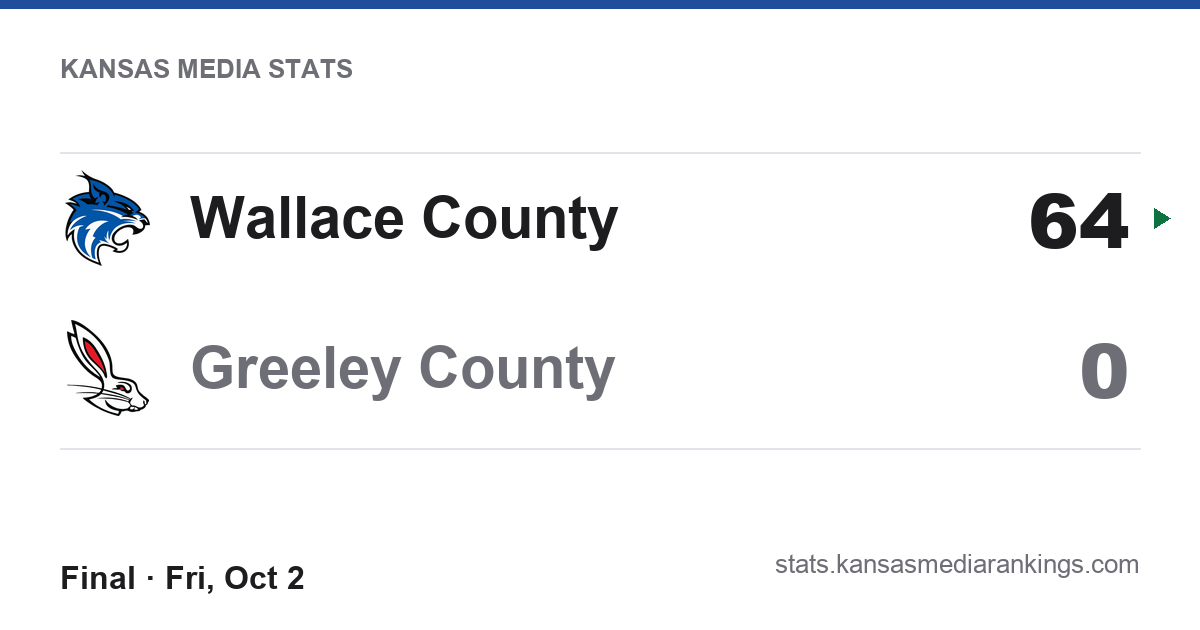 KANSAS MEDIA STATS
Wallace County 64
Greeley County 0
Final · Fri, Oct 2
stats.kansasmediarankings.com